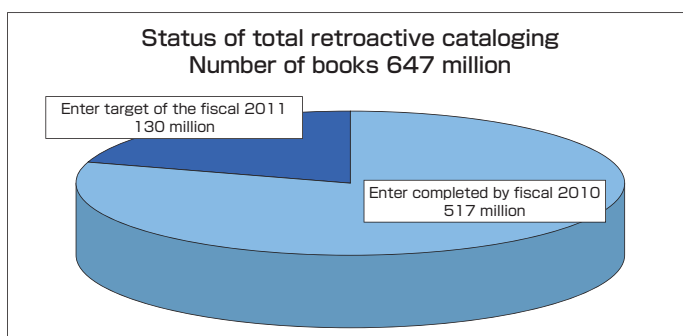 Status of total retroactive cataloging
Number of books 647 million
Enter target of the fiscal 2011
130 million
Enter completed by fiscal 2010
517 million